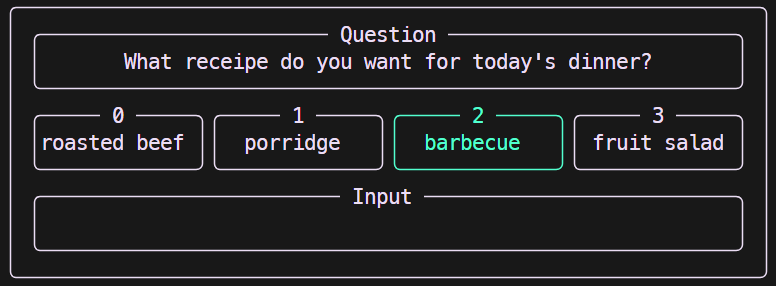 Question
What receipe do you want for today's dinner?
0 1 2 3
roasted beef porridge barbecue fruit salad
Input